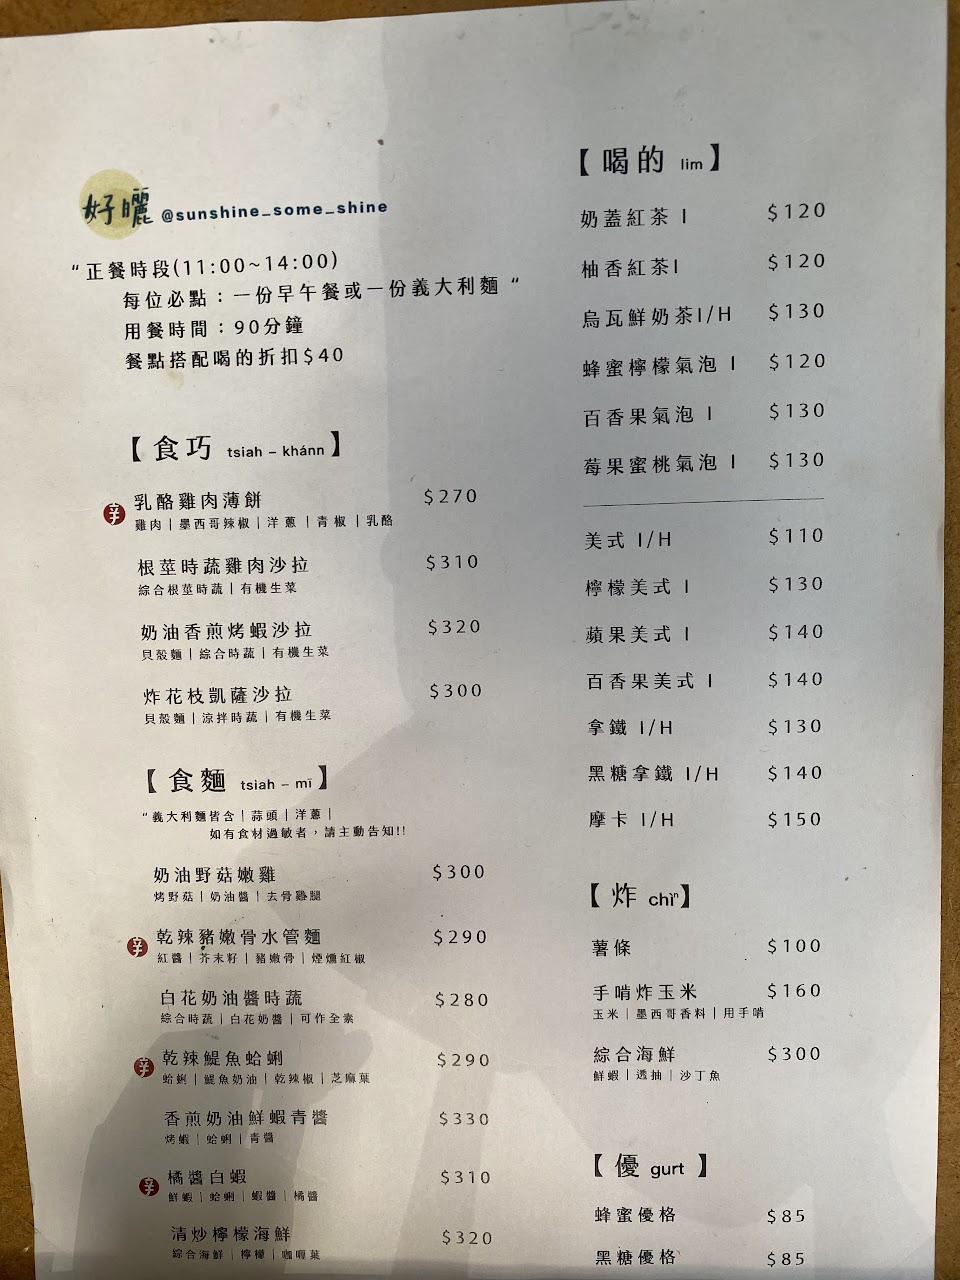 好曬 @sunshine_some_shine
“ 正餐時段(11:00~14:00)
每位必點：一份早午餐或一份義大利麵 “
用餐時間：90分鐘
餐點搭配喝的折扣$40
【 食巧 tsiah – khánn 】
辛 乳酪雞肉薄餅 $270
雞肉 | 墨西哥辣椒 | 洋蔥 | 青椒 | 乳酪
根莖時蔬雞肉沙拉 $310
綜合根莖時蔬 | 有機生菜
奶油香煎烤蝦沙拉 $320
貝殼麵 | 綜合時蔬 | 有機生菜
炸花枝凱薩沙拉 $300
貝殼麵 | 涼拌時蔬 | 有機生菜
【 食麵 tsiah – mī 】
“ 義大利麵皆含 | 蒜頭 | 洋蔥 |
如有食材過敏者，請主動告知!!
奶油野菇嫩雞 $300
烤野菇 | 奶油醬 | 去骨雞腿
辛 乾辣豬嫩骨水管麵 $290
紅醬 | 芥末籽 | 豬嫩骨 | 煙燻紅椒
白花奶油醬時蔬 $280
綜合時蔬 | 白花奶醬 | 可作全素
辛 乾辣鯷魚蛤蜊 $290
蛤蜊 | 鯷魚奶油 | 乾辣椒 | 芝麻葉
香煎奶油鮮蝦青醬 $330
烤蝦 | 蛤蜊 | 青醬
辛 橘醬白蝦 $310
鮮蝦 | 蛤蜊 | 蝦醬 | 橘醬
清炒檸檬海鮮 $320
綜合海鮮 | 檸檬 | 咖喱葉
【 喝的 lim 】
奶蓋紅茶 I $120
柚香紅茶I $120
烏瓦鮮奶茶I/H $130
蜂蜜檸檬氣泡 I $120
百香果氣泡 I $130
莓果蜜桃氣泡 I $130
美式 I/H $110
檸檬美式 I $130
蘋果美式 I $140
百香果美式 I $140
拿鐵 I/H $130
黑糖拿鐵 I/H $140
摩卡 I/H $150
【 炸 chìⁿ】
薯條 $100
手啃炸玉米 $160
玉米 | 墨西哥香料 | 用手啃
綜合海鮮 $300
鮮蝦 | 透抽 | 沙丁魚
【 優 gurt 】
蜂蜜優格 $85
黑糖優格 $85